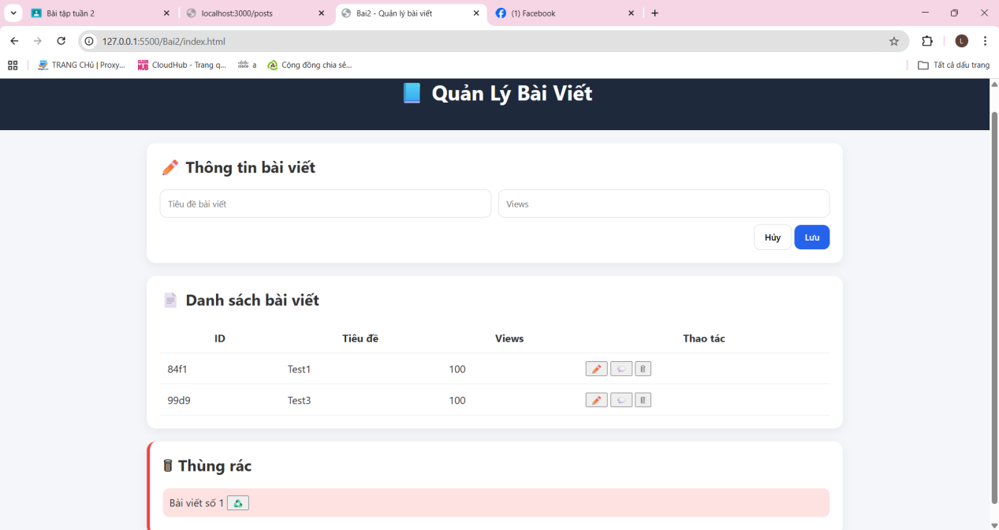 Bài tập tuần 2
localhost:3000/posts
Bai2 - Quản lý bài viết
(1) Facebook
127.0.0.1:5500/Bai2/index.html
L
TRANG CHỦ | Proxy...
CLOUD HUB
CloudHub - Trang q...
cisco
a
Cộng đồng chia sẻ...
Tất cả dấu trang
Quản Lý Bài Viết
Thông tin bài viết
Tiêu đề bài viết
Views
Hủy
Lưu
Danh sách bài viết
ID Tiêu đề Views Thao tác
84f1 Test1 100
99d9 Test3 100
Thùng rác
Bài viết số 1